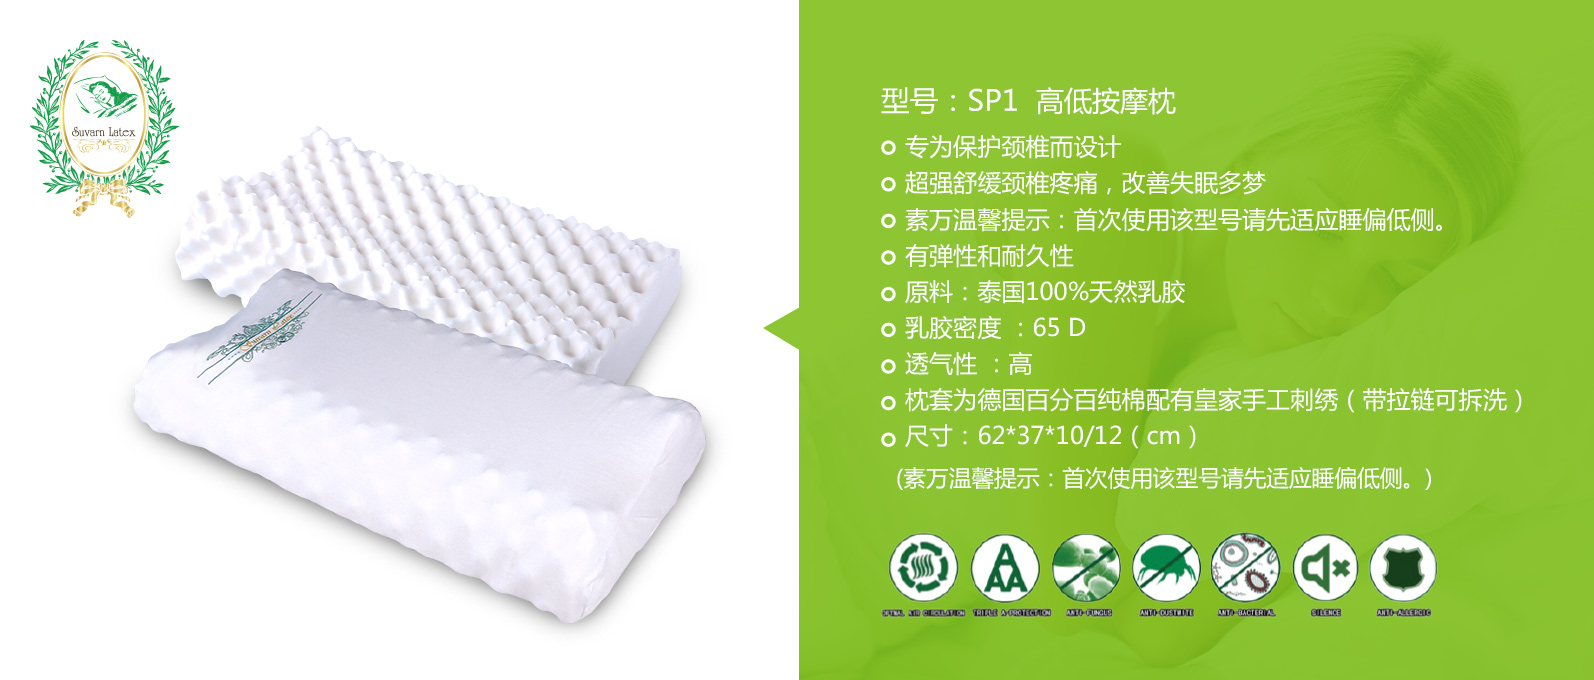 Suvarn Latex
型号：SP1 高低按摩枕
专为保护颈椎而设计
超强舒缓颈椎疼痛，改善失眠多梦
素万温馨提示：首次使用该型号请先适应睡偏低侧。
有弹性和耐久性
原料：泰国100%天然乳胶
乳胶密度 ：65 D
透气性 ：高
枕套为德国百分百纯棉配有皇家手工刺绣（带拉链可拆洗）
尺寸：62*37*10/12（cm）
(素万温馨提示：首次使用该型号请先适应睡偏低侧。)
A
AAA
OPTIMAL AIR CIRCULATION
TRIPLE A-PROTECTION
ANTI-FUNGUS
ANTI-DUSTMITE
ANTI-BACTERIAL
SILENCE
ANTI-ALLERGIC